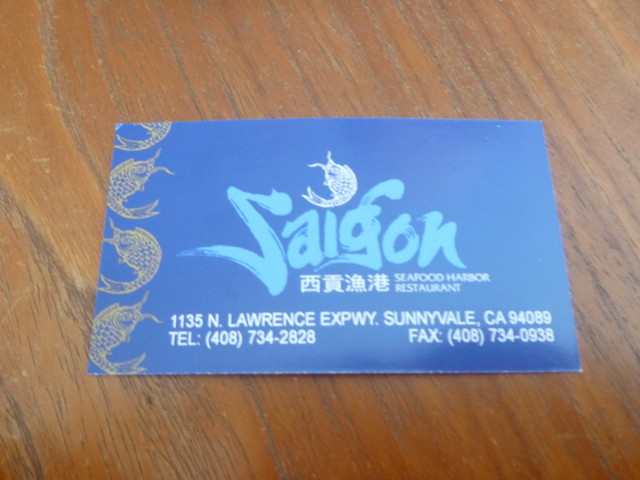 Saigon
西貢漁港 SEAFOOD HARBOR
RESTAURANT
1135 N. LAWRENCE EXPWY. SUNNYVALE, CA 94089
TEL: (408) 734-2828 FAX: (408) 734-0938